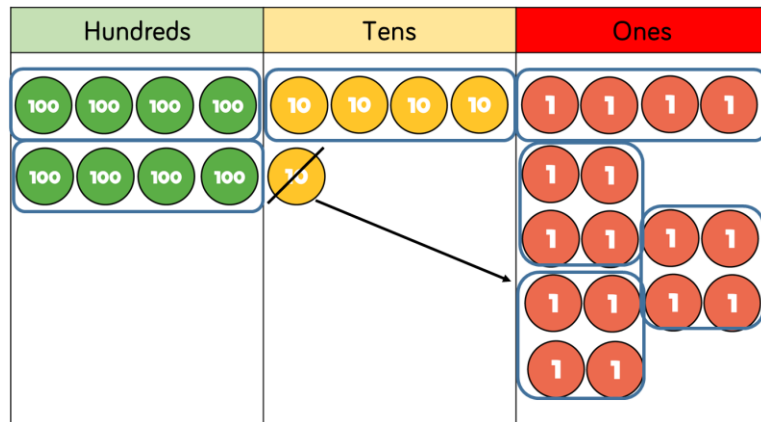 Hundreds Tens Ones
100 100 100 100 10 10 10 10 1 1 1 1
100 100 100 100 10 1 1
1 1 1 1
1 1 1 1
1 1